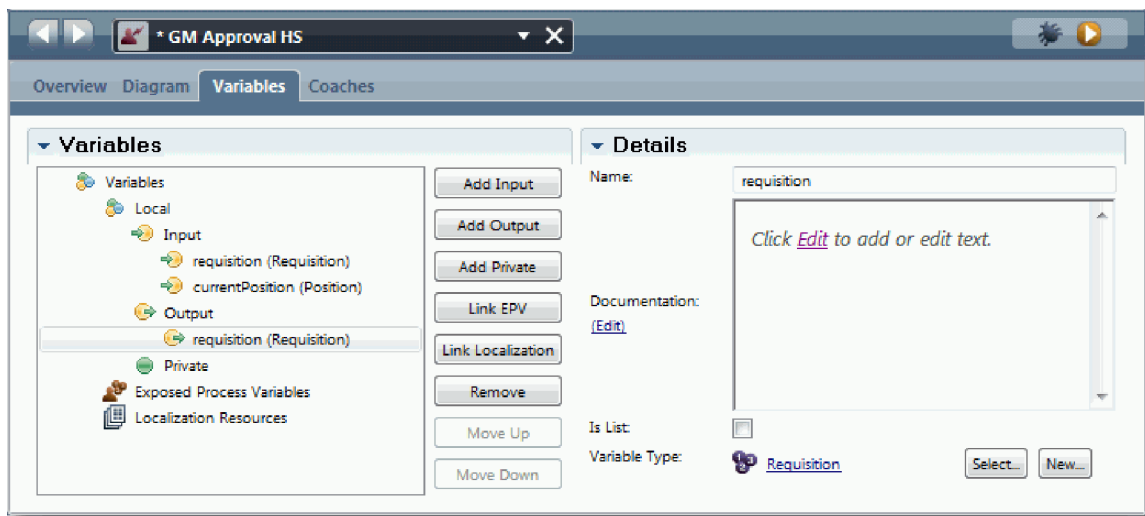 * GM Approval HS
Overview Diagram Variables Coaches
Variables
Variables
Local
Input
requisition (Requisition)
currentPosition (Position)
Output
requisition (Requisition)
Private
Exposed Process Variables
Localization Resources
Add Input
Add Output
Add Private
Link EPV
Link Localization
Remove
Move Up
Move Down
Details
Name: requisition
Click Edit to add or edit text.
Documentation:
(Edit)
Is List:
Variable Type: Requisition Select... New...